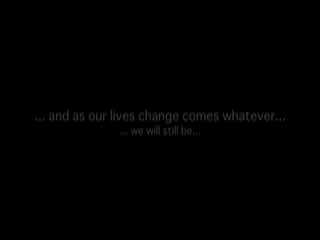 ... and as our lives change comes whatever...
... we will still be...